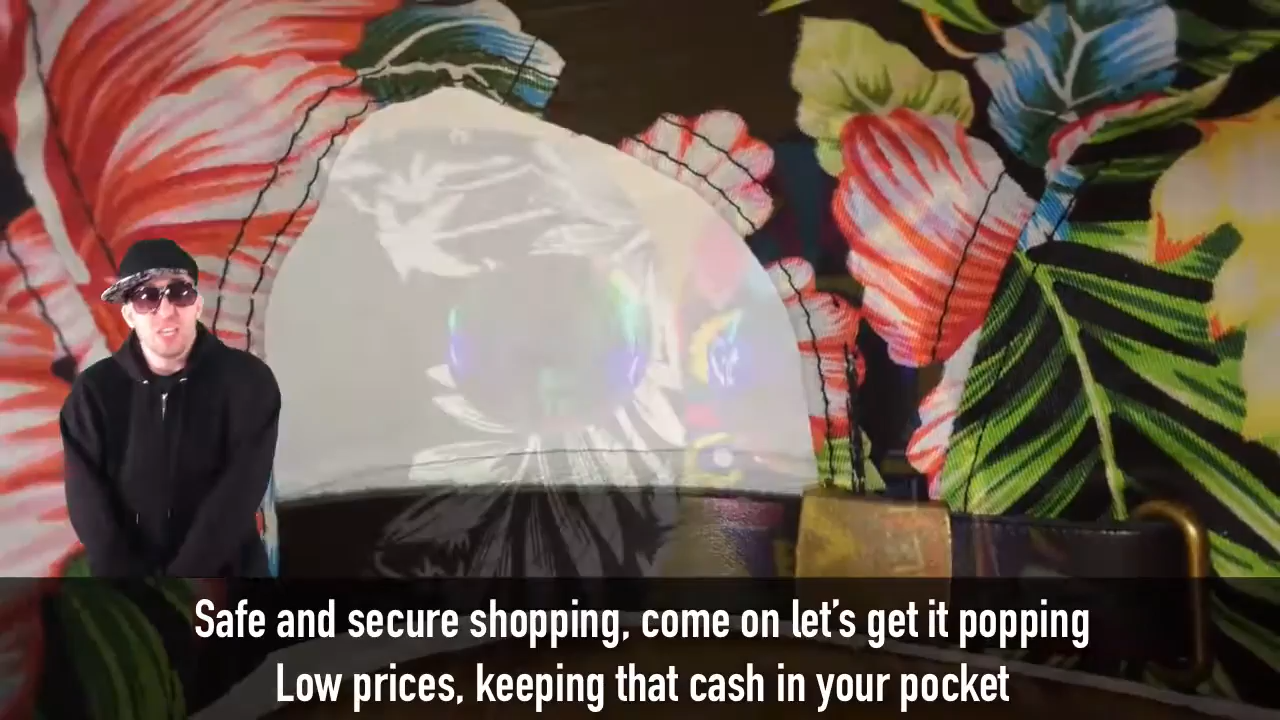 Safe and secure shopping, come on let's get it popping
Low prices, keeping that cash in your pocket